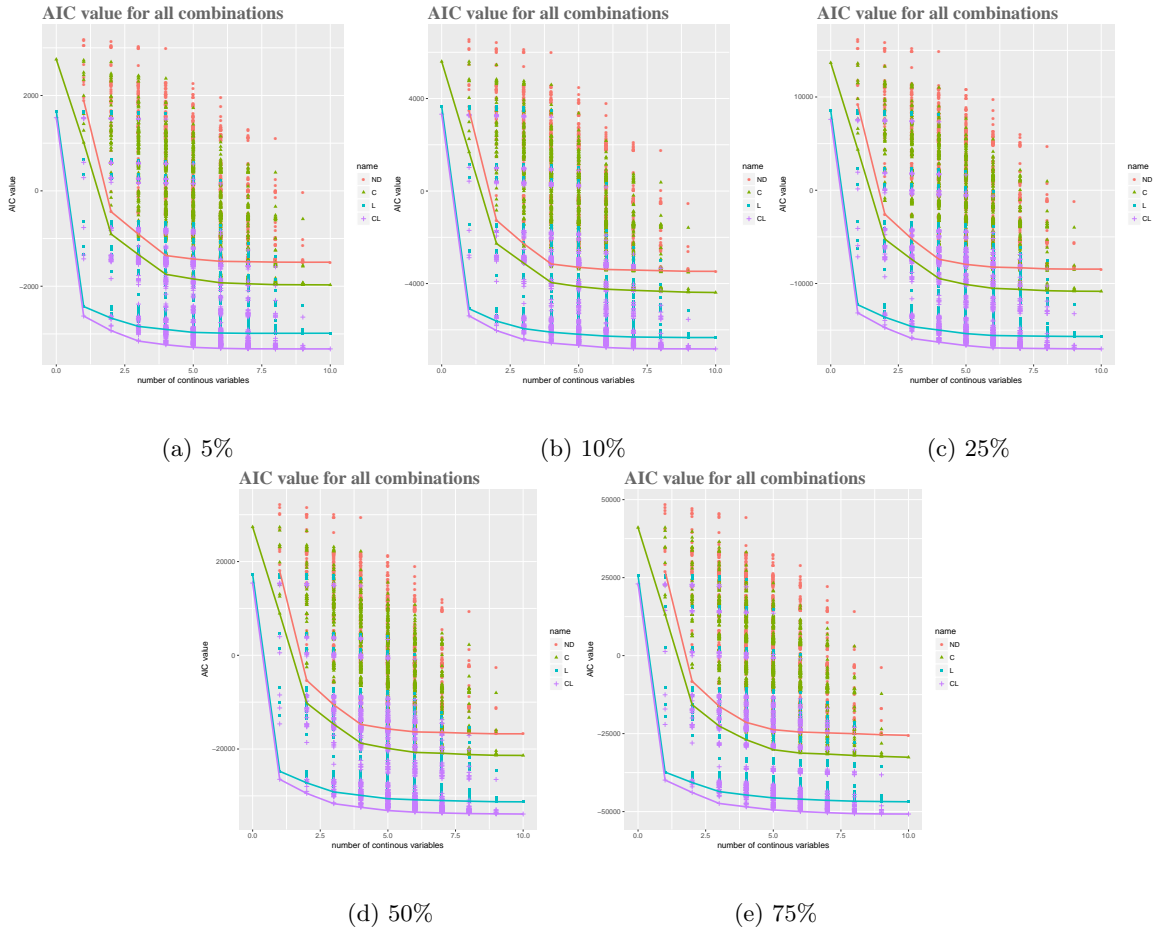 AIC value for all combinations
AIC value
2000
0
−2000
0.0 2.5 5.0 7.5 10.0
number of continous variables
name
ND
C
L
CL
(a) 5%
AIC value for all combinations
AIC value
4000
0
−4000
0.0 2.5 5.0 7.5 10.0
number of continous variables
name
ND
C
L
CL
(b) 10%
AIC value for all combinations
AIC value
10000
0
−10000
0.0 2.5 5.0 7.5 10.0
number of continous variables
name
ND
C
L
CL
(c) 25%
AIC value for all combinations
AIC value
20000
0
−20000
0.0 2.5 5.0 7.5 10.0
number of continous variables
name
ND
C
L
CL
(d) 50%
AIC value for all combinations
AIC value
50000
25000
0
−25000
−50000
0.0 2.5 5.0 7.5 10.0
number of continous variables
name
ND
C
L
CL
(e) 75%